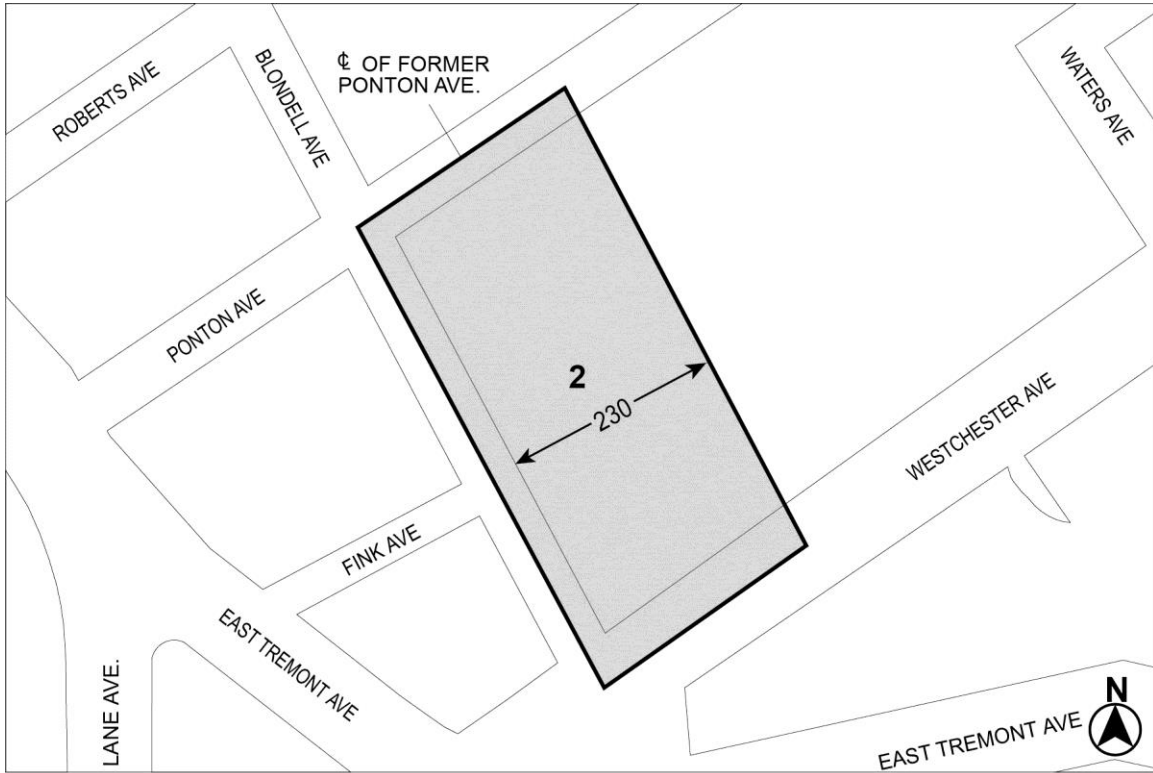 ROBERTS AVE
BLONDELL AVE
℄ OF FORMER
PONTON AVE.
WATERS AVE
PONTON AVE
2
230
WESTCHESTER AVE
FINK AVE
EAST TREMONT AVE
LANE AVE.
N
EAST TREMONT AVE